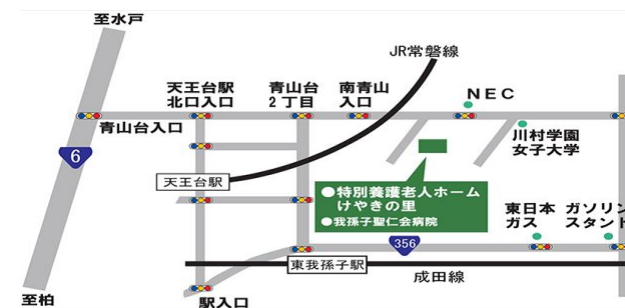 至水戸
JR常磐線
天王台駅
北口入口
青山台
2丁目
南青山
入口
NEC
青山台入口
川村学園
女子大学
6
天王台駅
●特別養護老人ホーム
けやきの里
●我孫子聖仁会病院
東日本
ガス
ガソリン
スタンド
356
東我孫子駅
成田線
至柏
駅入口